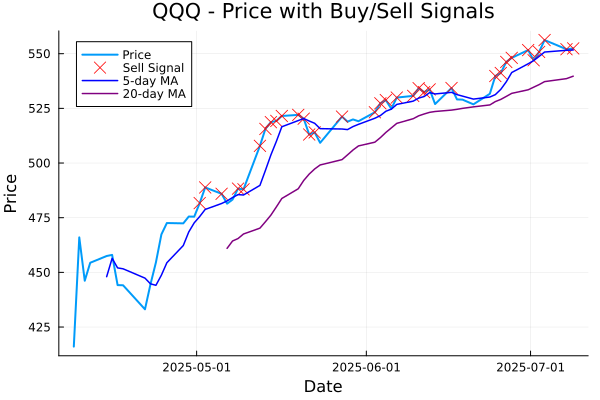 QQQ - Price with Buy/Sell Signals
Price
Sell Signal
5-day MA
20-day MA
550
525
500
475
450
425
Price
2025-05-01
2025-06-01
2025-07-01
Date